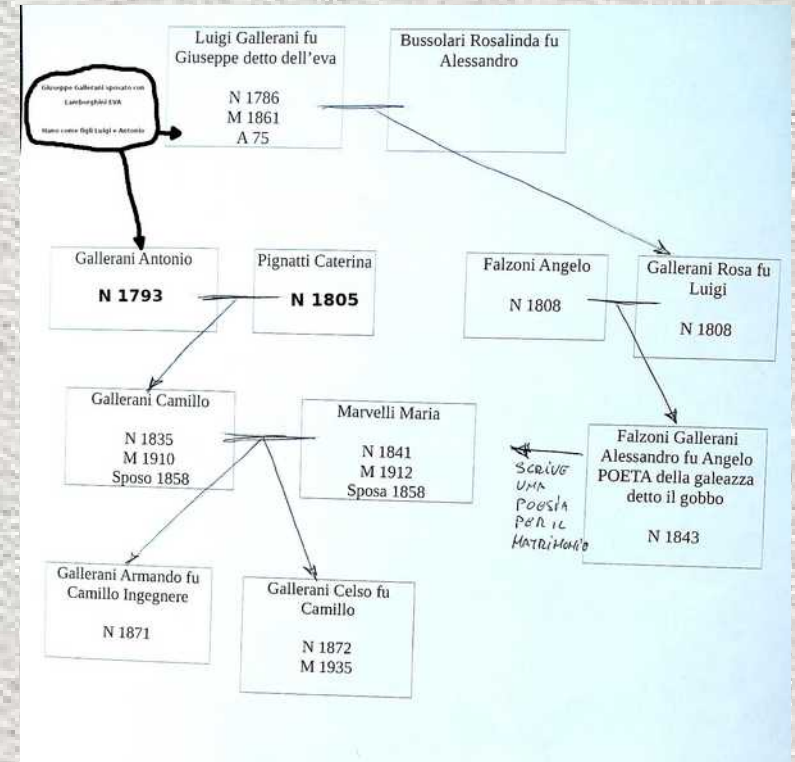 Luigi Gallerani fu
Giuseppe detto dell'eva
N 1786
M 1861
A 75
Bussolari Rosalinda fu
Alessandro
Giuseppe Gallerani sposato con
Lamborghini EVA
Hano come figli Luigi e Antonio
Gallerani Antonio
N 1793
Pignatti Caterina
N 1805
Falzoni Angelo
N 1808
Gallerani Rosa fu
Luigi
N 1808
Gallerani Camillo
N 1835
M 1910
Sposo 1858
Marvelli Maria
N 1841
M 1912
Sposa 1858
SCRIVE
UNA
POESIA
PER IL
MATRIMONIO
Falzoni Gallerani
Alessandro fu Angelo
POETA della galeazza
detto il gobbo
N 1843
Gallerani Armando fu
Camillo Ingegnere
N 1871
Gallerani Celso fu
Camillo
N 1872
M 1935